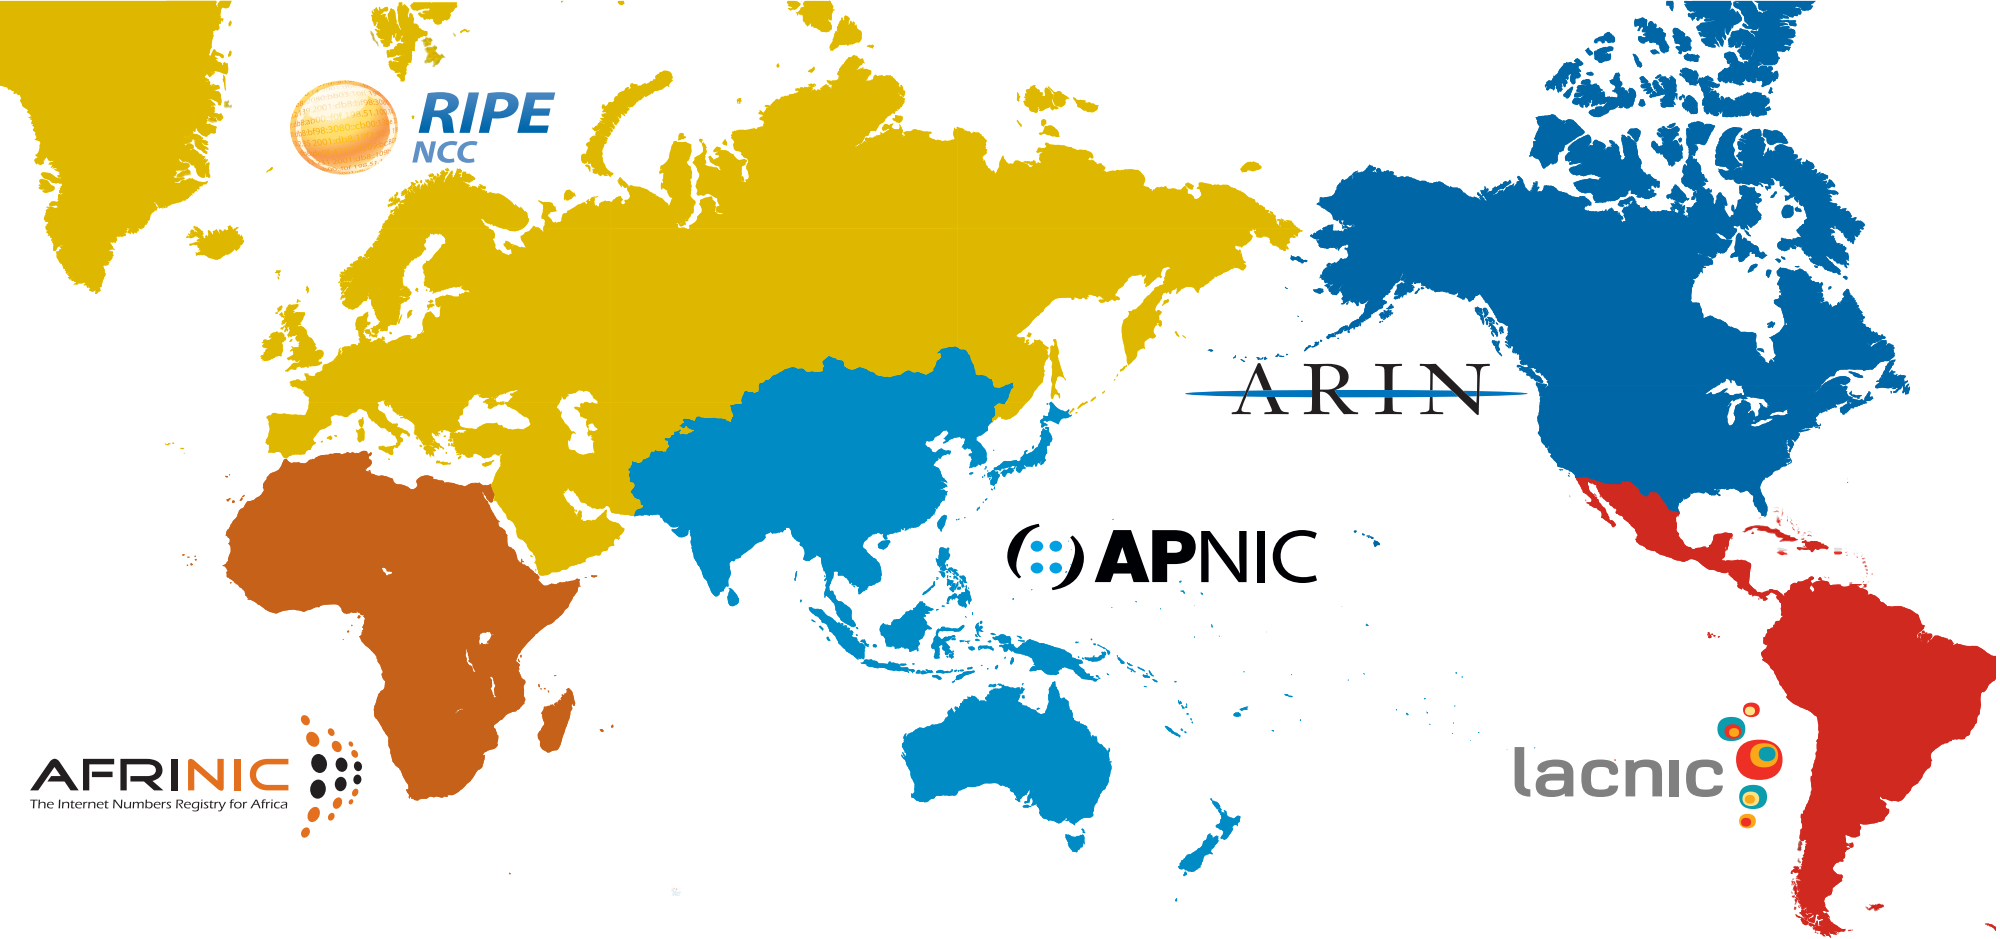 RIPE
NCC
ARIN
APNIC
AFRINIC
The Internet Numbers Registry for Africa
lacnic